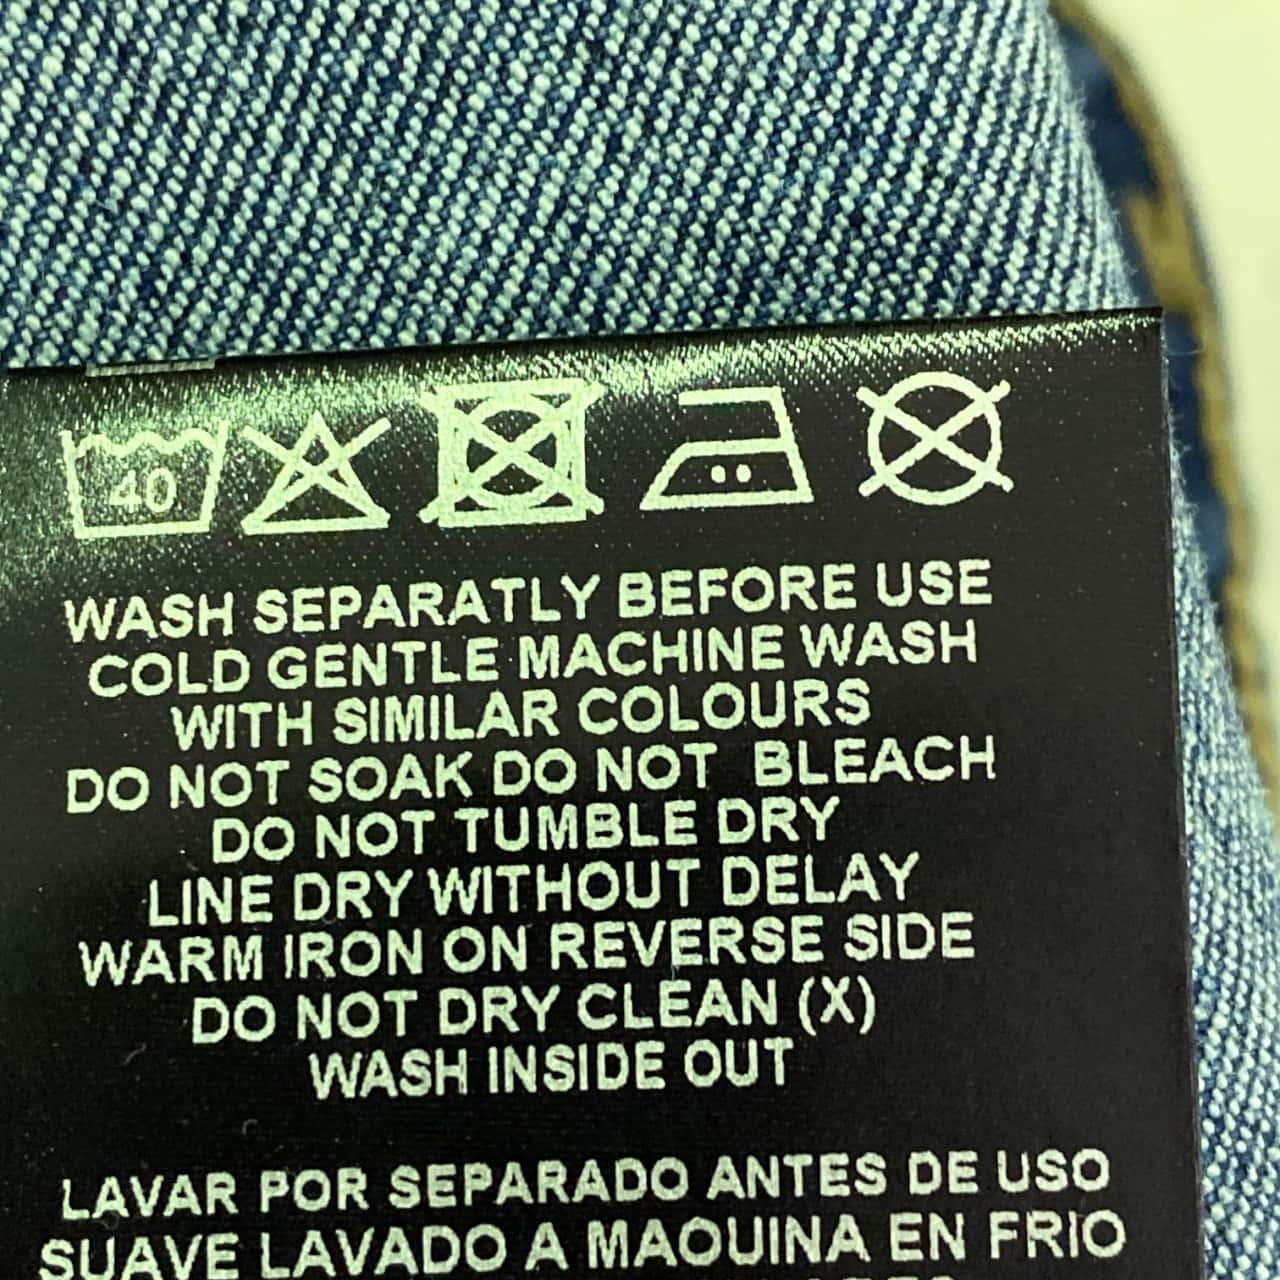 40
WASH SEPARATLY BEFORE USE
COLD GENTLE MACHINE WASH
WITH SIMILAR COLOURS
DO NOT SOAK DO NOT BLEACH
DO NOT TUMBLE DRY
LINE DRY WITHOUT DELAY
WARM IRON ON REVERSE SIDE
DO NOT DRY CLEAN (X)
WASH INSIDE OUT
LAVAR POR SEPARADO ANTES DE USO
SUAVE LAVADO A MAQUINA EN FRIO